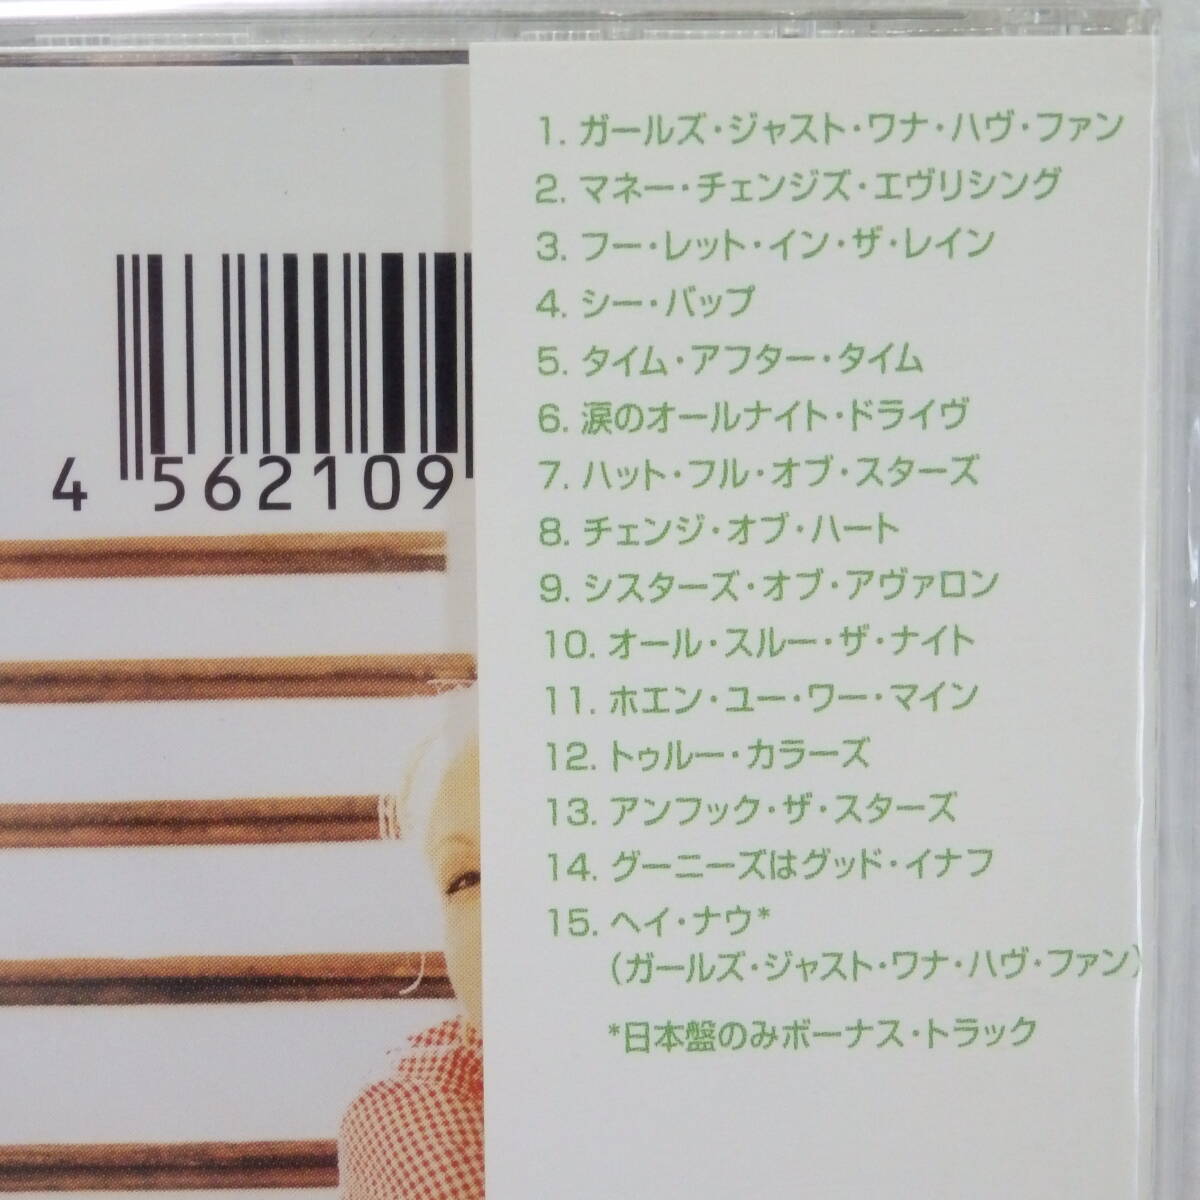 1. ガールズ・ジャスト・ワナ・ハヴ・ファン
2. マネー・チェンジズ・エヴリシング
3. フー・レット・イン・ザ・レイン
4. シー・バップ
5. タイム・アフター・タイム
6. 涙のオールナイト・ドライヴ
7. ハット・フル・オブ・スターズ
8. チェンジ・オブ・ハート
9. シスターズ・オブ・アヴァロン
10. オール・スルー・ザ・ナイト
11. ホエン・ユー・ワー・マイン
12. トゥルー・カラーズ
13. アンフック・ザ・スターズ
14. グーニーズはグッド・イナフ
15. ヘイ・ナウ*
(ガールズ・ジャスト・ワナ・ハヴ・ファン)
*日本盤のみボーナス・トラック
4 562109